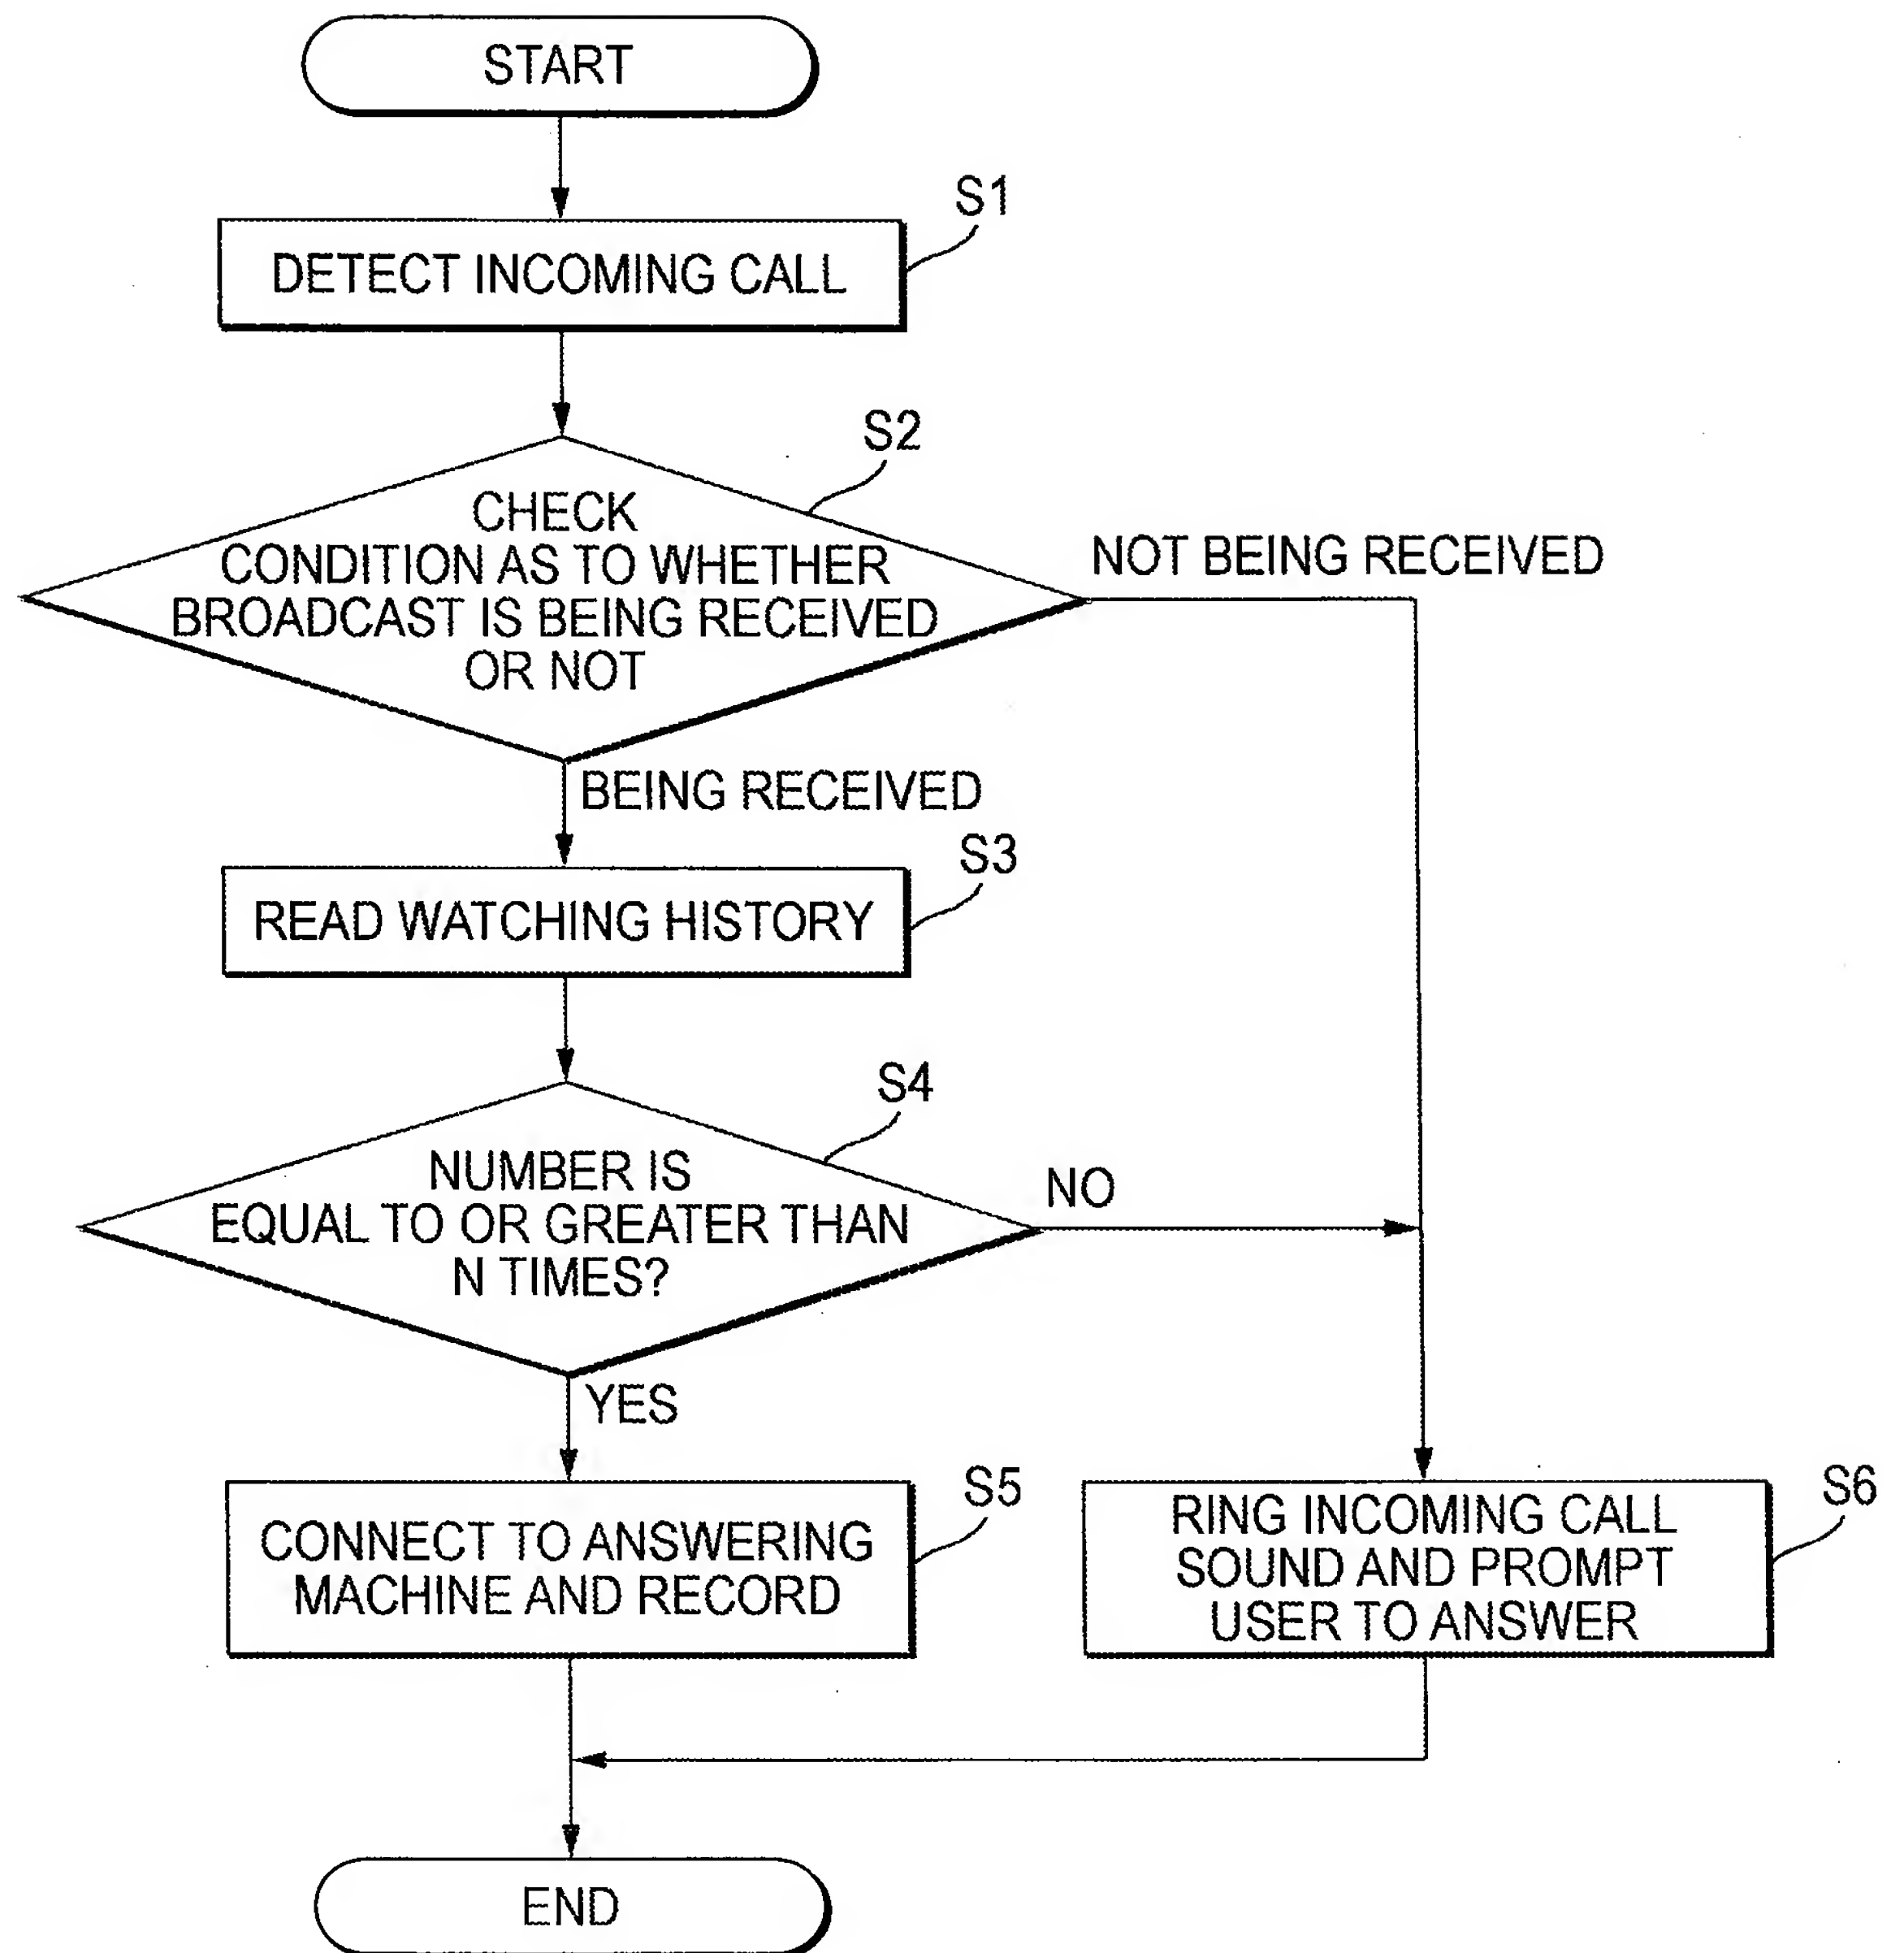 START
S1
DETECT INCOMING CALL
S2
CHECK
CONDITION AS TO WHETHER
BROADCAST IS BEING RECEIVED
OR NOT
NOT BEING RECEIVED
BEING RECEIVED
S3
READ WATCHING HISTORY
S4
NUMBER IS
EQUAL TO OR GREATER THAN
N TIMES?
NO
YES
S5
CONNECT TO ANSWERING
MACHINE AND RECORD
S6
RING INCOMING CALL
SOUND AND PROMPT
USER TO ANSWER
END